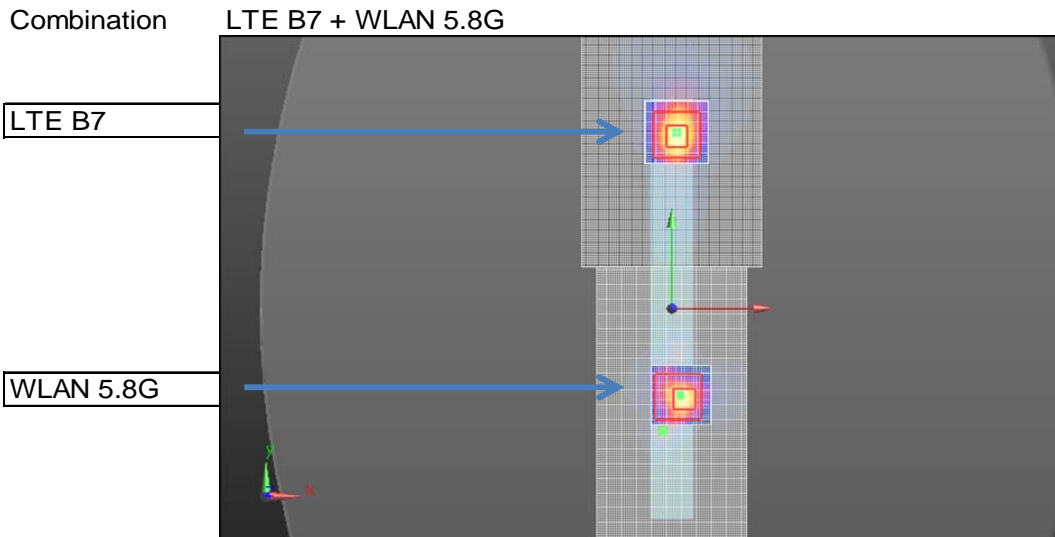 Combination LTE B7 + WLAN 5.8G
LTE B7
WLAN 5.8G
y
x